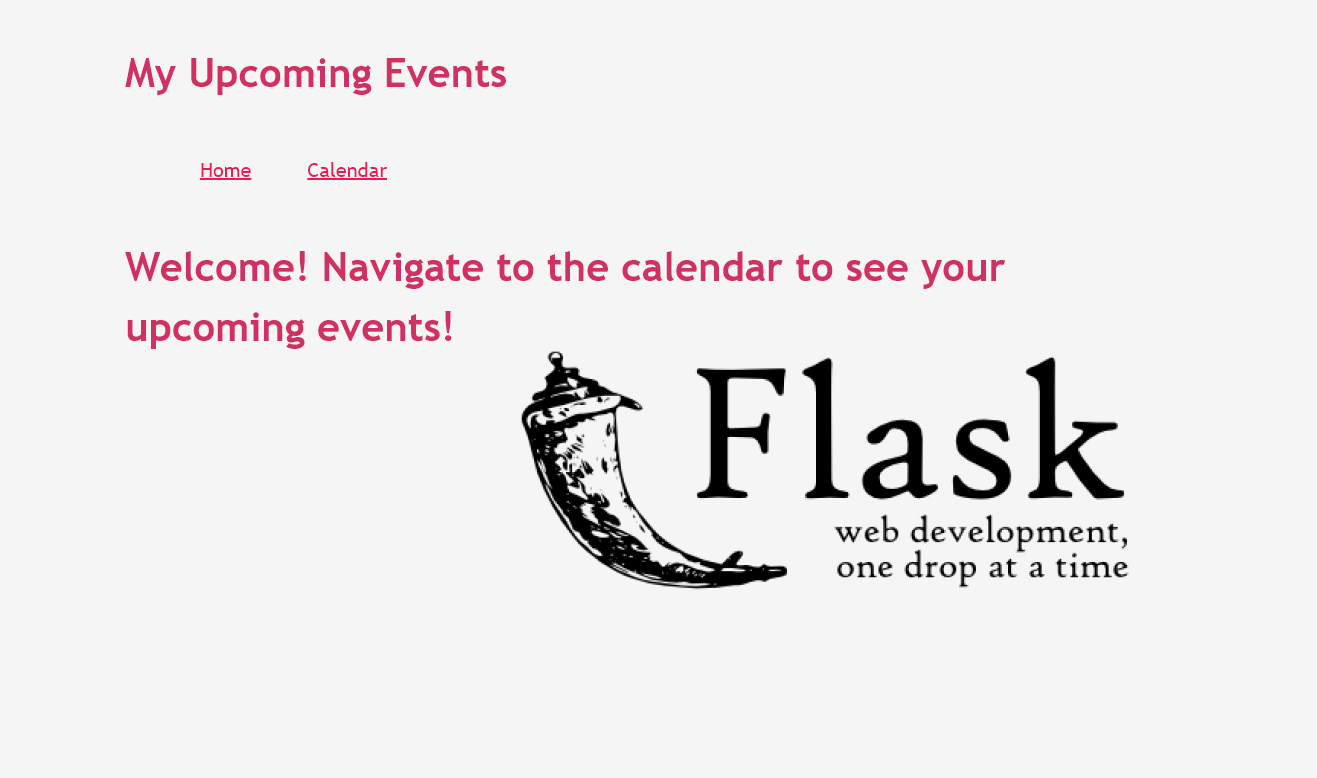 My Upcoming Events
Home
Calendar
Welcome! Navigate to the calendar to see your
upcoming events!
Flask
web development,
one drop at a time